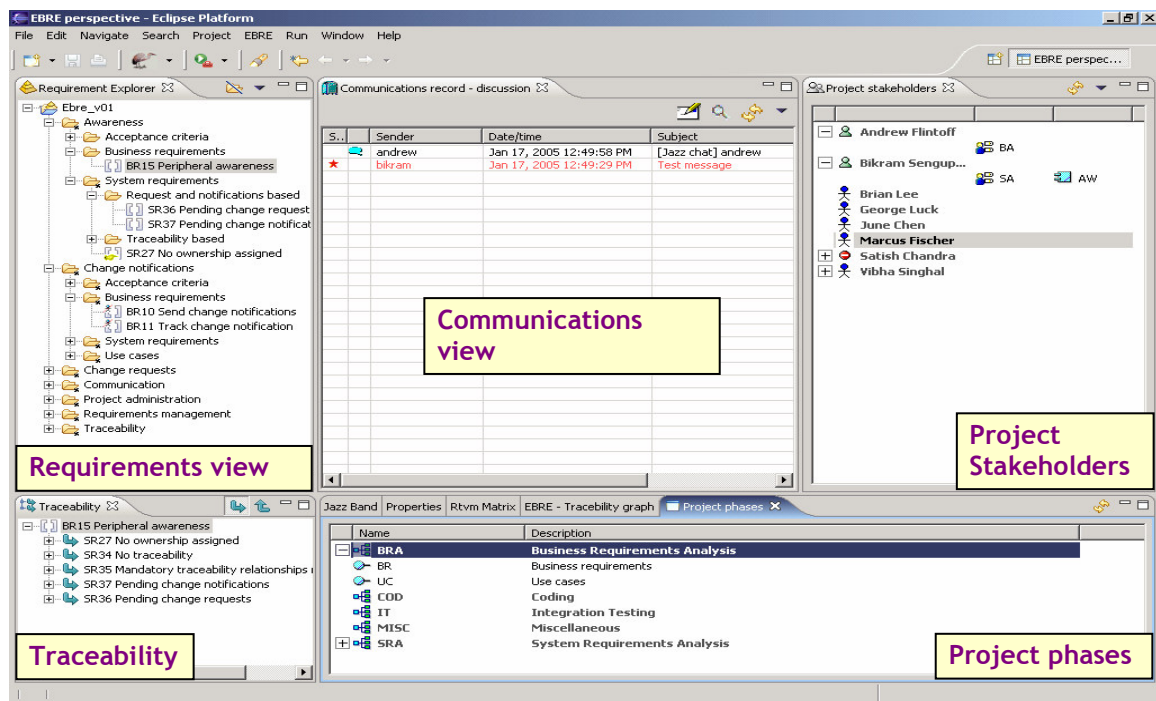 EBRE perspective - Eclipse Platform
File Edit Navigate Search Project EBRE Run Window Help
EBRE perspec...
Requirement Explorer
Ebre_v01
Awareness
Acceptance criteria
Business requirements
BR15 Peripheral awareness
System requirements
Request and notifications based
SR36 Pending change request
SR37 Pending change notificat
Traceability based
SR27 No ownership assigned
Change notifications
Acceptance criteria
Business requirements
BR10 Send change notifications
BR11 Track change notification
System requirements
Use cases
Change requests
Communication
Project administration
Requirements management
Traceability
Requirements view
Communications record - discussion
S.. Sender Date/time Subject
andrew Jan 17, 2005 12:49:58 PM [Jazz chat] andrew
bikram Jan 17, 2005 12:49:29 PM Test message
Communications
view
Project stakeholders
Andrew Flintoff
BA
Bikram Sengup...
SA AW
Brian Lee
George Luck
June Chen
Marcus Fischer
Satish Chandra
Vibha Singhal
Project
Stakeholders
Traceability
BR15 Peripheral awareness
SR27 No ownership assigned
SR34 No traceability
SR35 Mandatory traceability relationships
SR37 Pending change notifications
SR36 Pending change requests
Traceability
Jazz Band Properties Rtvm Matrix EBRE - Tracebility graph Project phases
Name Description
BRA Business Requirements Analysis
BR Business requirements
UC Use cases
COD Coding
IT Integration Testing
MISC Miscellaneous
SRA System Requirements Analysis
Project phases